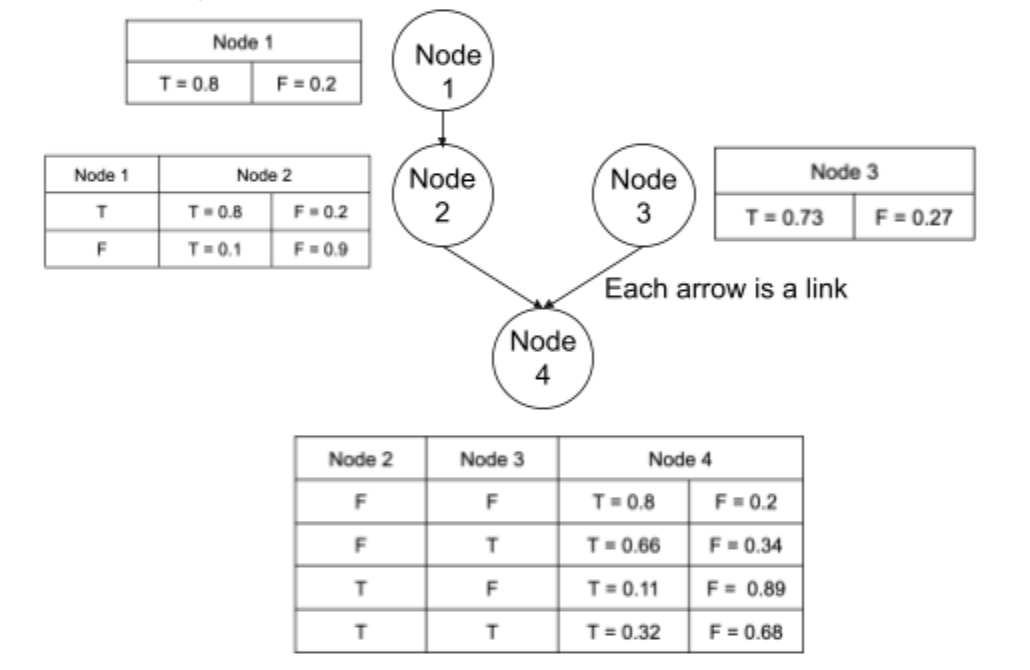 Node 1
T = 0.8 F = 0.2
Node
1
Node 1 Node 2
T T = 0.8 F = 0.2
F T = 0.1 F = 0.9
Node
2
Node
3
Node 3
T = 0.73 F = 0.27
Each arrow is a link
Node
4
Node 2 Node 3 Node 4
F F T = 0.8 F = 0.2
F T T = 0.66 F = 0.34
T F T = 0.11 F = 0.89
T T T = 0.32 F = 0.68